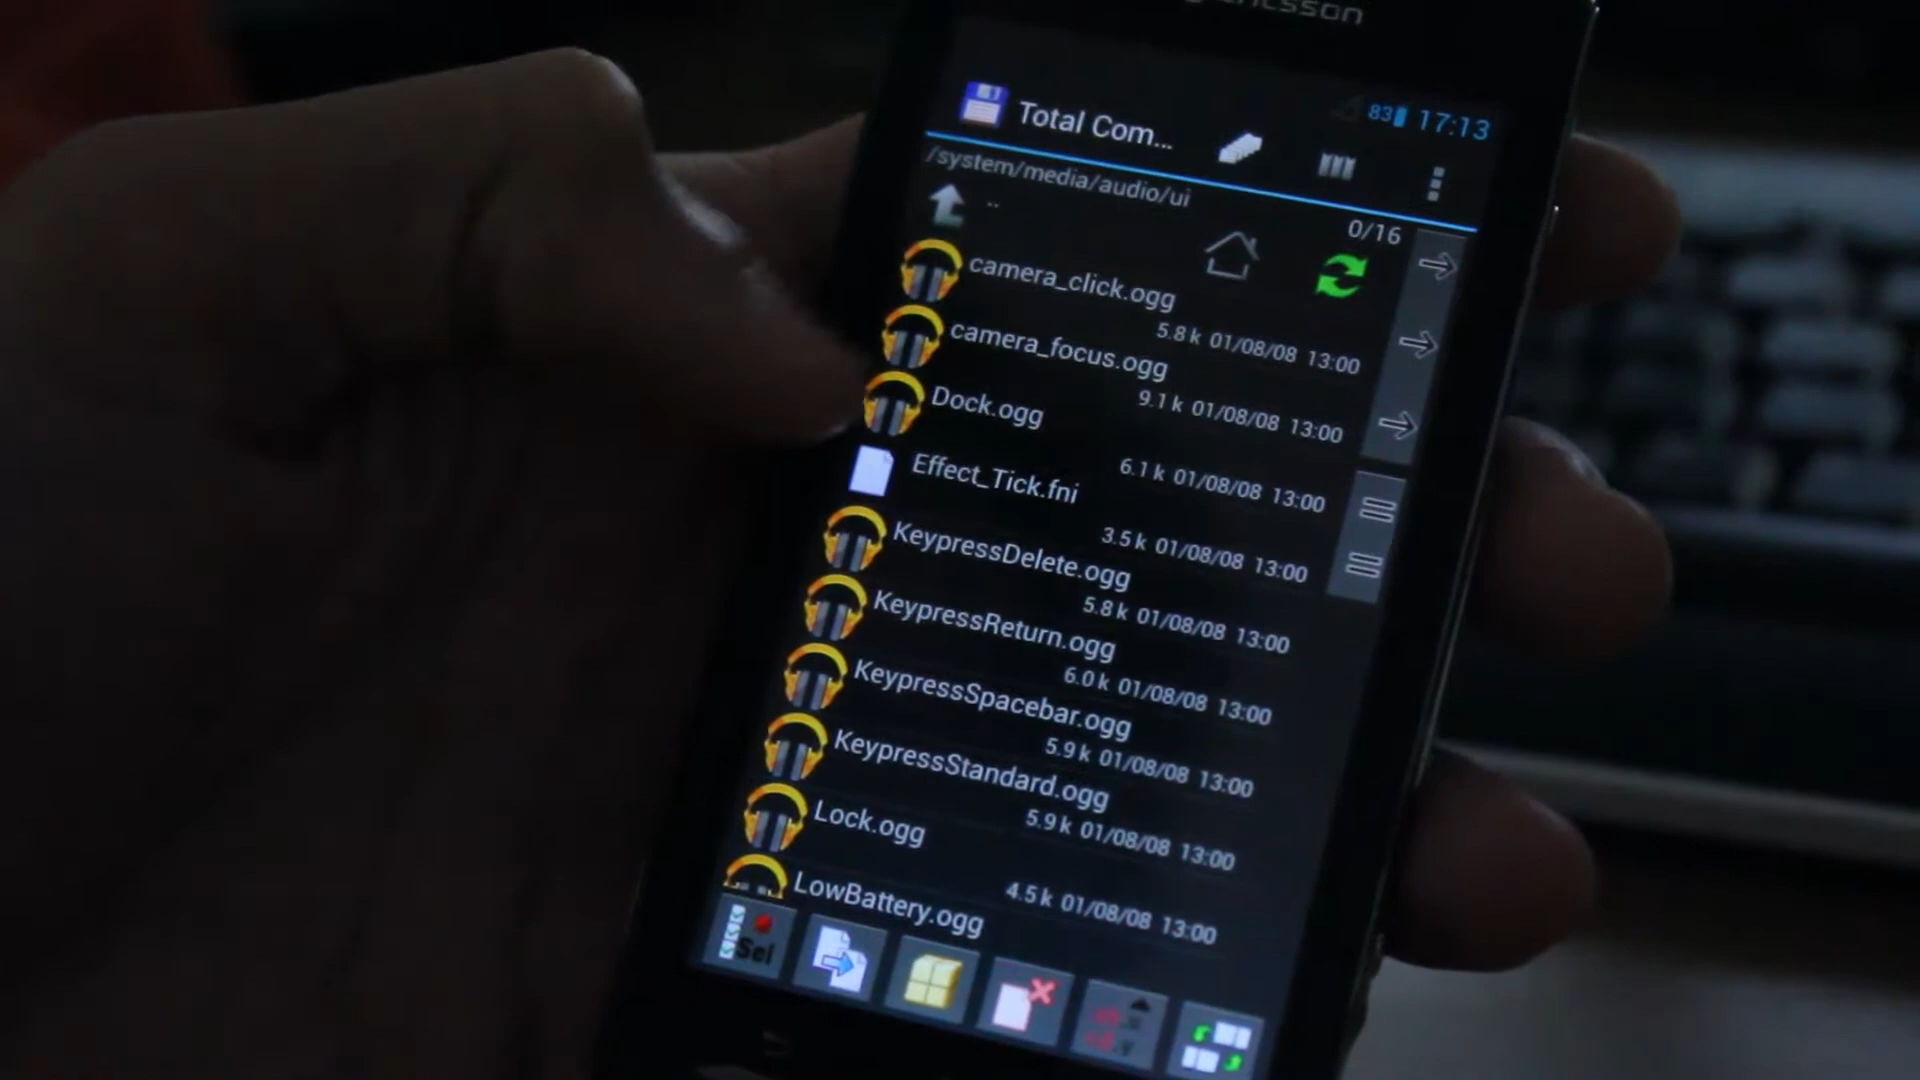 ericsson
83 17:13
Total Com...
/system/media/audio/ui
..
0/16
camera_click.ogg
5.8 k 01/08/08 13:00
camera_focus.ogg
9.1 k 01/08/08 13:00
Dock.ogg
6.1 k 01/08/08 13:00
Effect_Tick.fni
3.5 k 01/08/08 13:00
KeypressDelete.ogg
5.8 k 01/08/08 13:00
KeypressReturn.ogg
6.0 k 01/08/08 13:00
KeypressSpacebar.ogg
5.9 k 01/08/08 13:00
KeypressStandard.ogg
5.9 k 01/08/08 13:00
Lock.ogg
4.5 k 01/08/08 13:00
LowBattery.ogg
Sel